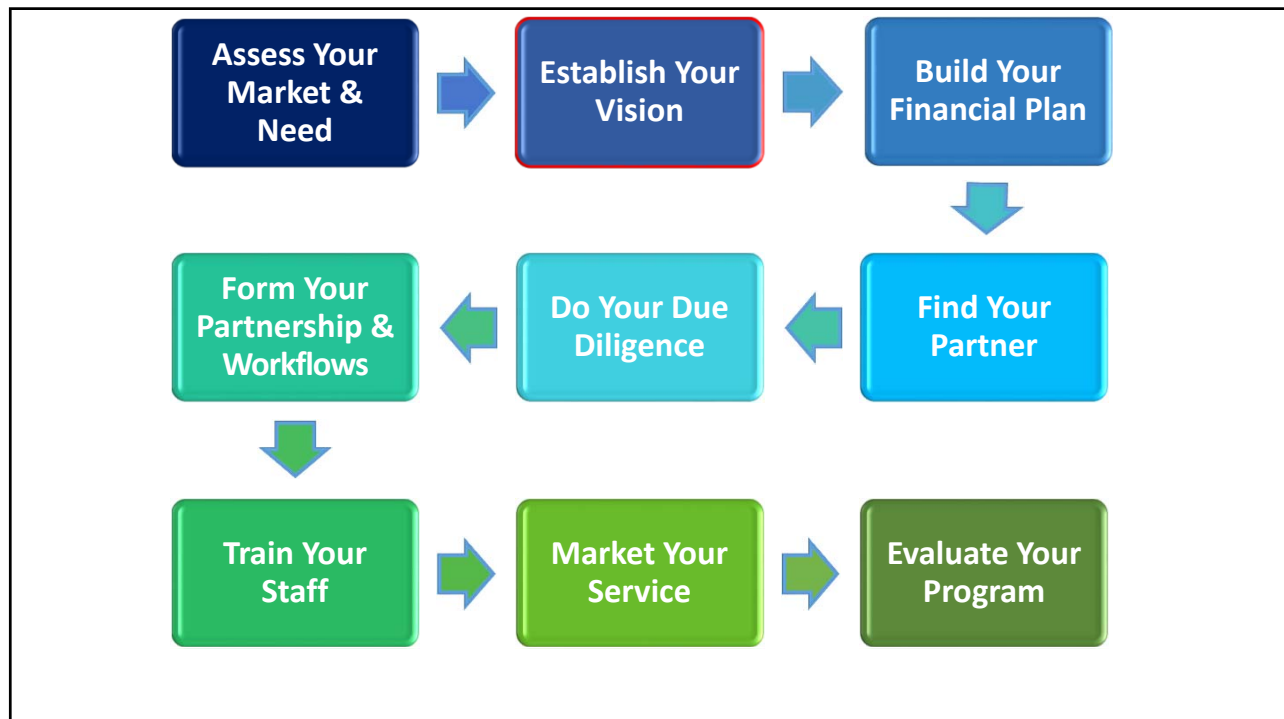 Assess Your
Market &
Need
Establish Your
Vision
Build Your
Financial Plan
Find Your
Partner
Do Your Due
Diligence
Form Your
Partnership &
Workflows
Train Your
Staff
Market Your
Service
Evaluate Your
Program